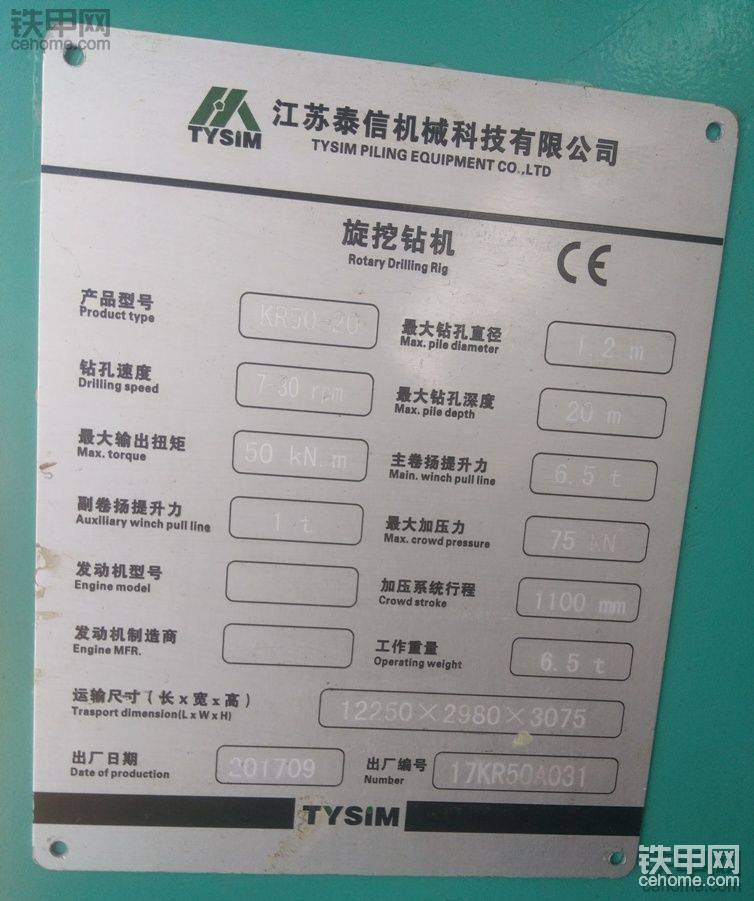 铁甲网
cehome.com
TYSIM
江苏泰信机械科技有限公司
TYSIM PILING EQUIPMENT CO.,LTD
旋挖钻机
Rotary Drilling Rig
CE
产品型号
Product type
KR50-20
最大钻孔直径
Max. pile diameter
1.2 m
钻孔速度
Drilling speed
7-30 rpm
最大钻孔深度
Max. pile depth
20 m
最大输出扭矩
Max. torque
50 kN.m
主卷扬提升力
Main. winch pull line
6.5 t
副卷扬提升力
Auxiliary winch pull line
1 t
最大加压力
Max. crowd pressure
75 kN
发动机型号
Engine model
加压系统行程
Crowd stroke
1100 mm
发动机制造商
Engine MFR.
工作重量
Operating weight
6.5 t
运输尺寸(长x宽x高)
Trasport dimension(L x W x H)
12250×2980×3075
出厂日期
Date of production
201709
出厂编号
Number
17KR50A031
TYSIM
铁甲网
cehome.com